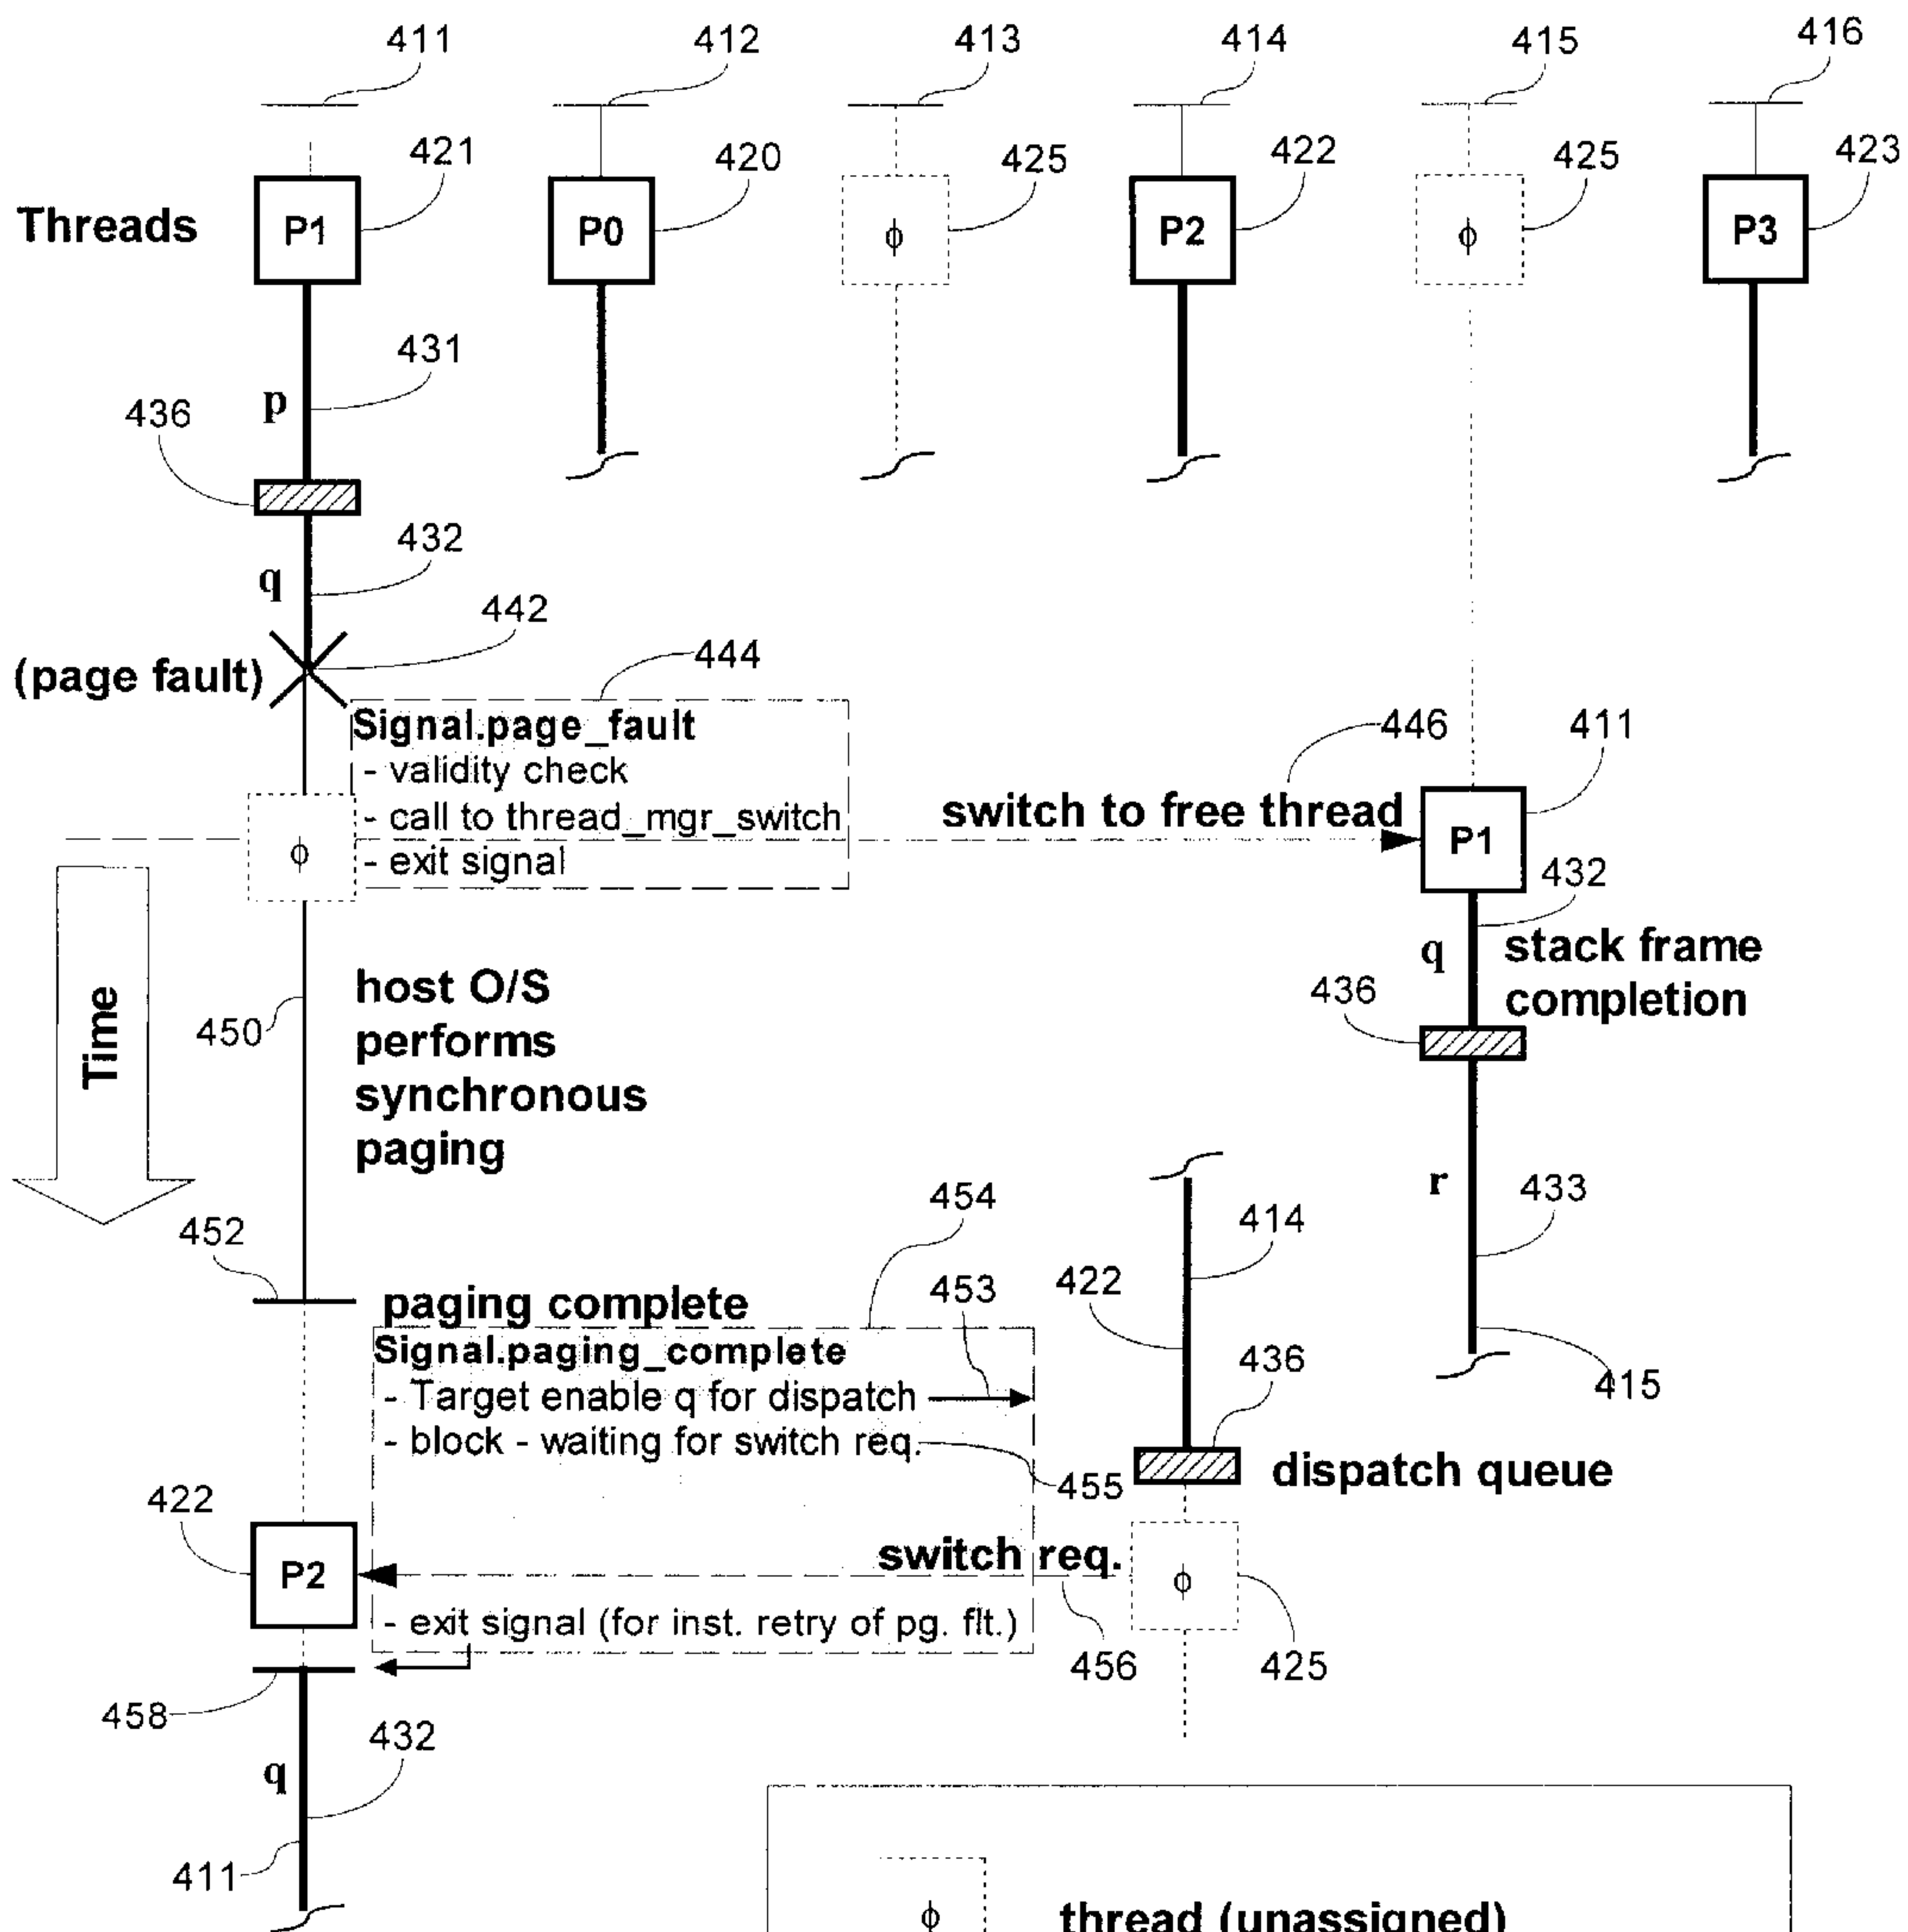 411 412 413 414 415 416
421 420 425 422 425 423
Threads P1 P0 ϕ P2 ϕ P3
431
p
436
432
q
442
(page fault)
444
Signal.page_fault
- validity check
- call to thread_mgr_switch
- exit signal
ϕ
446
411
switch to free thread
P1
432
q
stack frame
completion
436
Time
450
host O/S
performs
synchronous
paging
r
433
452
454
414
422
453
436
415
paging complete
Signal.paging_complete
- Target enable q for dispatch
- block - waiting for switch req.
455
dispatch queue
422
P2
switch req.
ϕ
- exit signal (for inst. retry of pg. flt.)
456
425
458
432
q
411
ϕ
thread (unassigned)